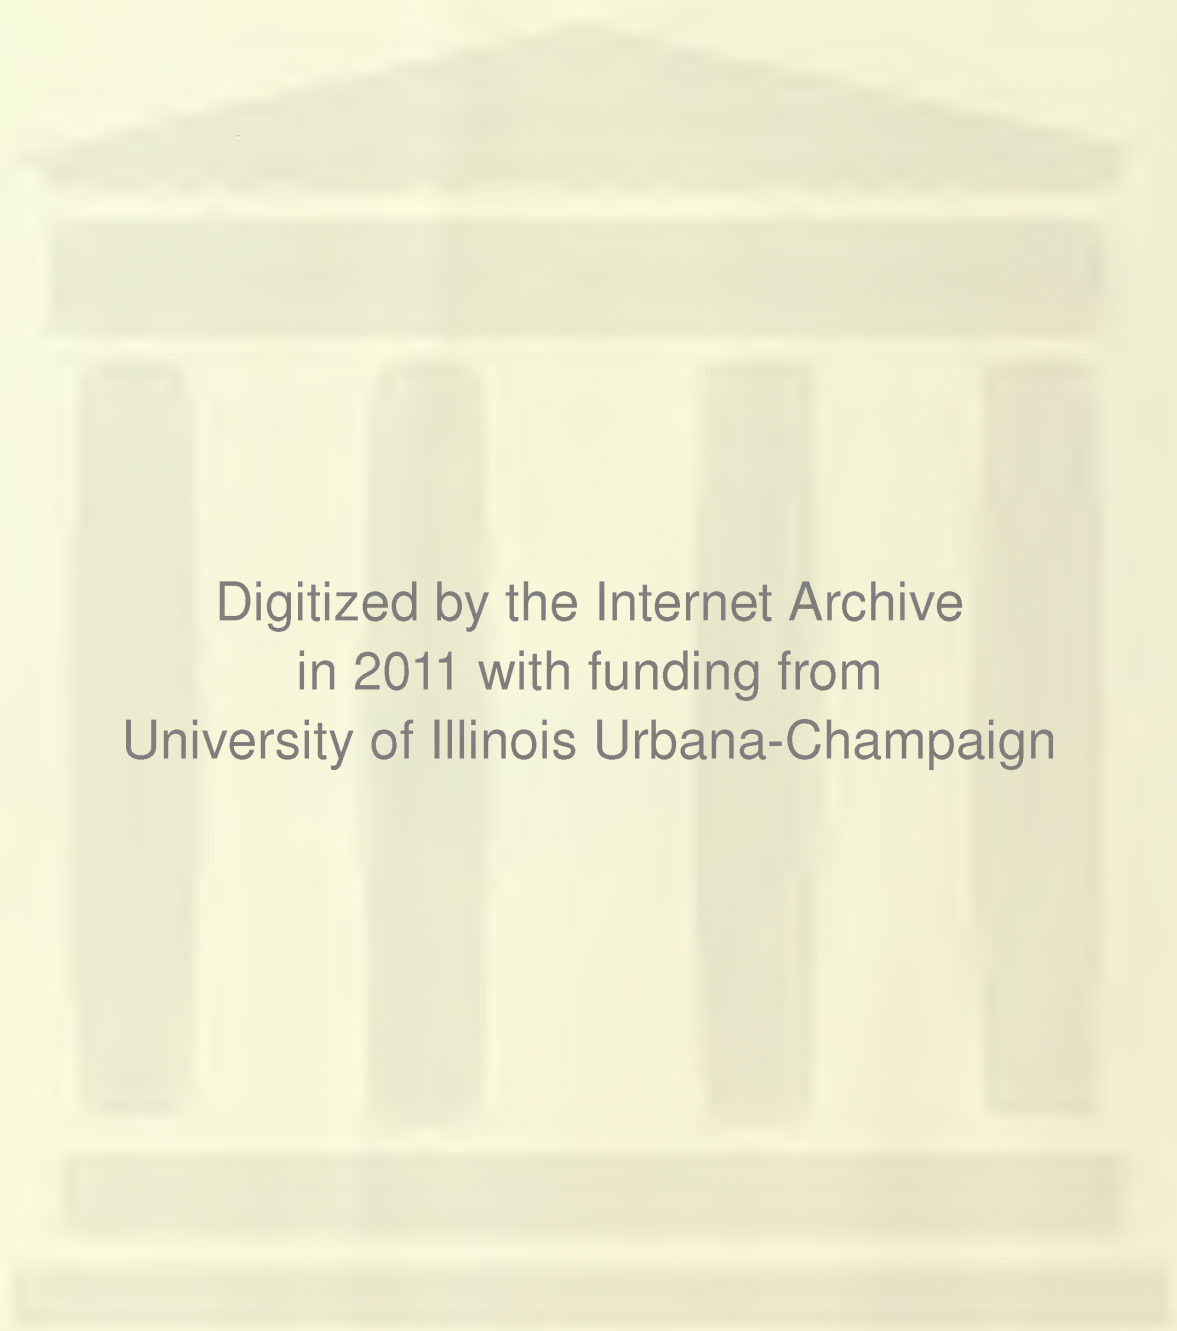 Digitized by the Internet Archive
in 2011 with funding from
University of Illinois Urbana-Champaign